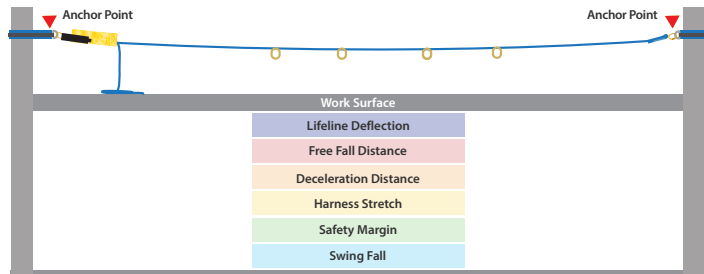 Anchor Point
Anchor Point
Work Surface
Lifeline Deflection
Free Fall Distance
Deceleration Distance
Harness Stretch
Safety Margin
Swing Fall